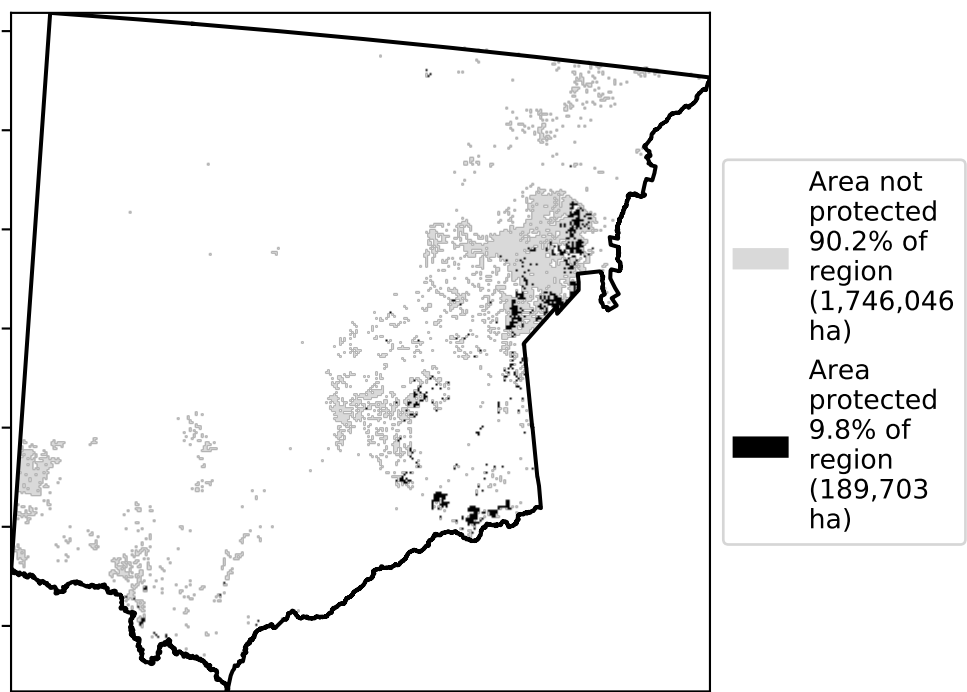 Area not
protected
90.2% of
region
(1,746,046
ha)
Area
protected
9.8% of
region
(189,703
ha)